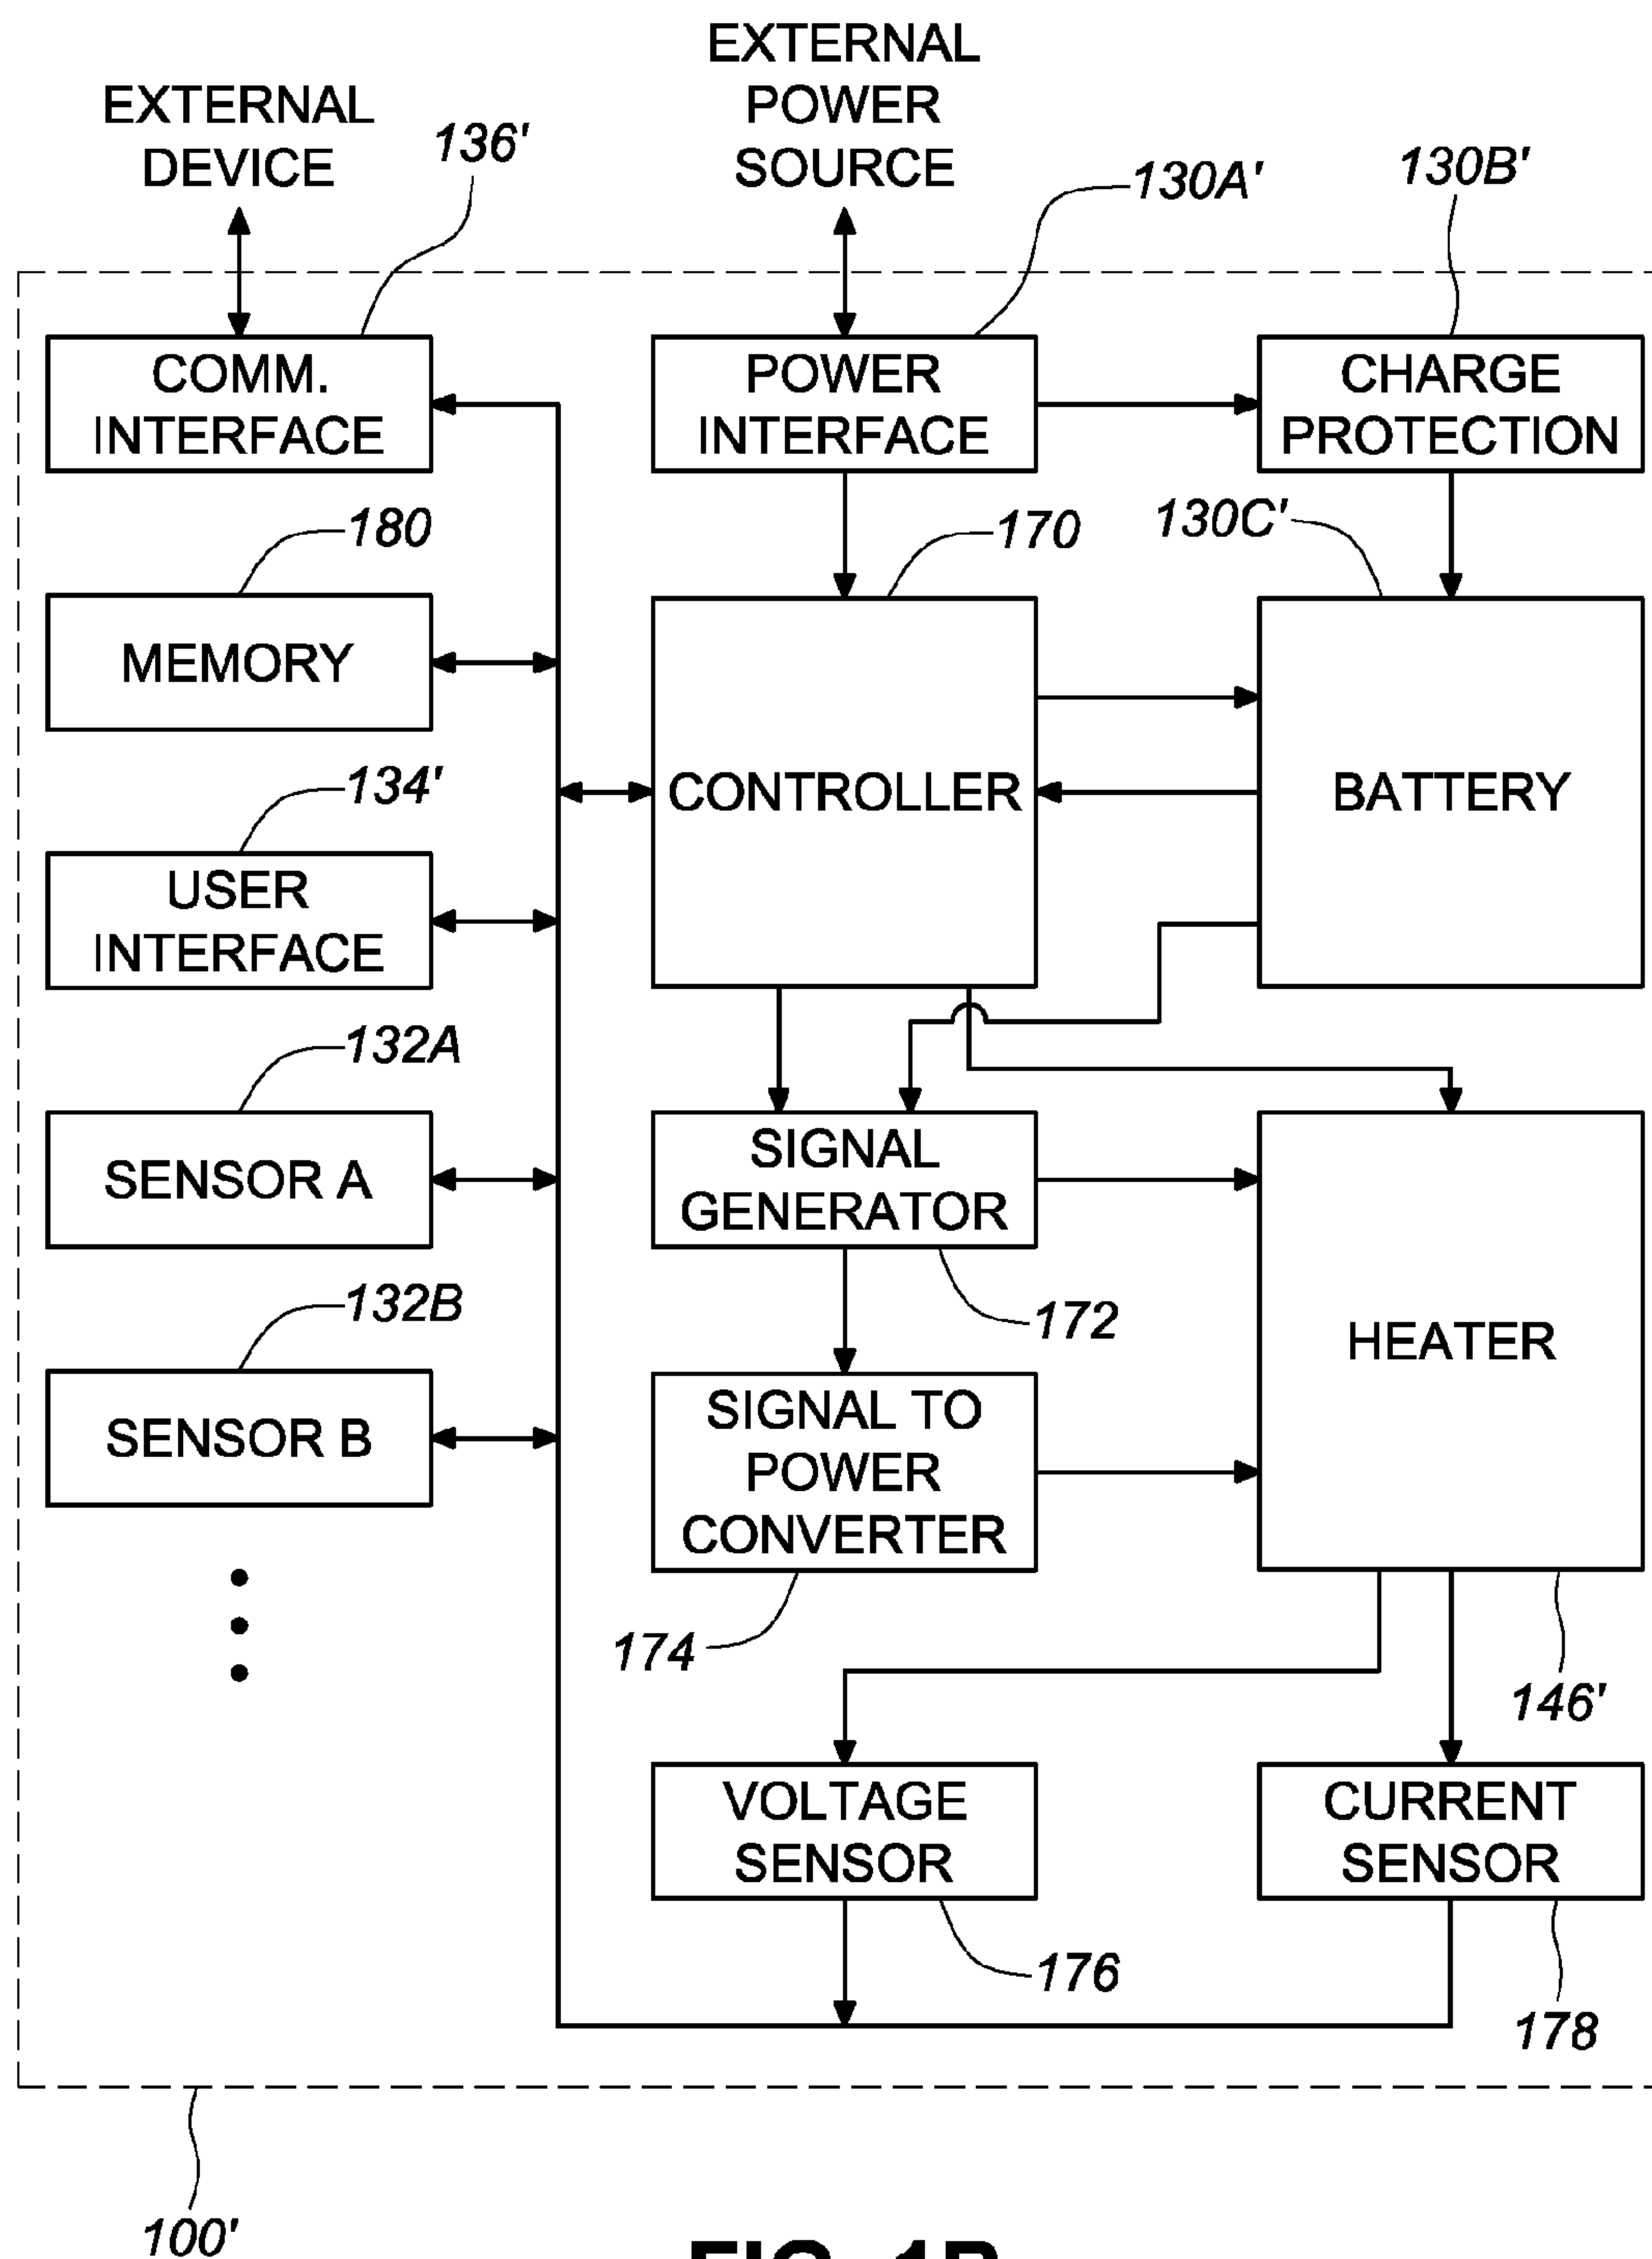 EXTERNAL
DEVICE
136'
EXTERNAL
POWER
SOURCE
130A'
130B'
COMM.
INTERFACE
POWER
INTERFACE
CHARGE
PROTECTION
180
170
130C'
MEMORY
CONTROLLER
BATTERY
134'
USER
INTERFACE
132A
SENSOR A
SIGNAL
GENERATOR
172
HEATER
132B
SENSOR B
SIGNAL TO
POWER
CONVERTER
174
146'
VOLTAGE
SENSOR
CURRENT
SENSOR
176
178
100'
FIG. 1B